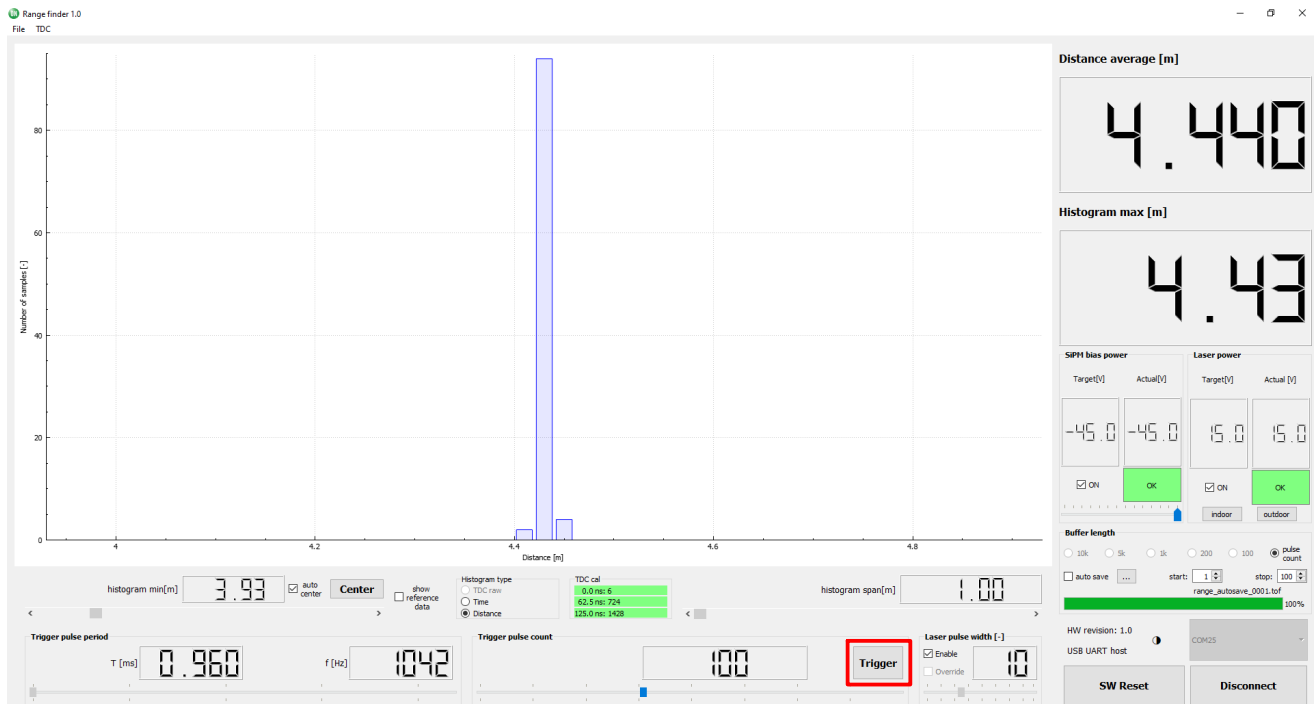 Range finder 1.0
File TDC
Distance average [m]
4.440
Histogram max [m]
4.43
80
60
40
20
0
Number of samples [-]
4 4.2 4.4 4.6 4.8
Distance [m]
SiPM bias power
Target[V] Actual[V]
-45.0 -45.0
ON OK
Laser power
Target[V] Actual [V]
15.0 15.0
ON OK
indoor outdoor
Buffer length
10k 5k 1k 200 100 pulse count
auto save ... start: 1 stop: 100
range_autosave_0001.tof
100%
histogram min[m] 3.93 auto center Center show reference data
Histogram type
TDC raw
Time
Distance
TDC cal
0.0 ns: 6
62.5 ns: 724
125.0 ns: 1428
histogram span[m] 1.00
Trigger pulse period
T [ms] 0.960 f [Hz] 1042
Trigger pulse count
100 Trigger
Laser pulse width [-]
Enable
Override
10
HW revision: 1.0
USB UART host
COM25
SW Reset Disconnect